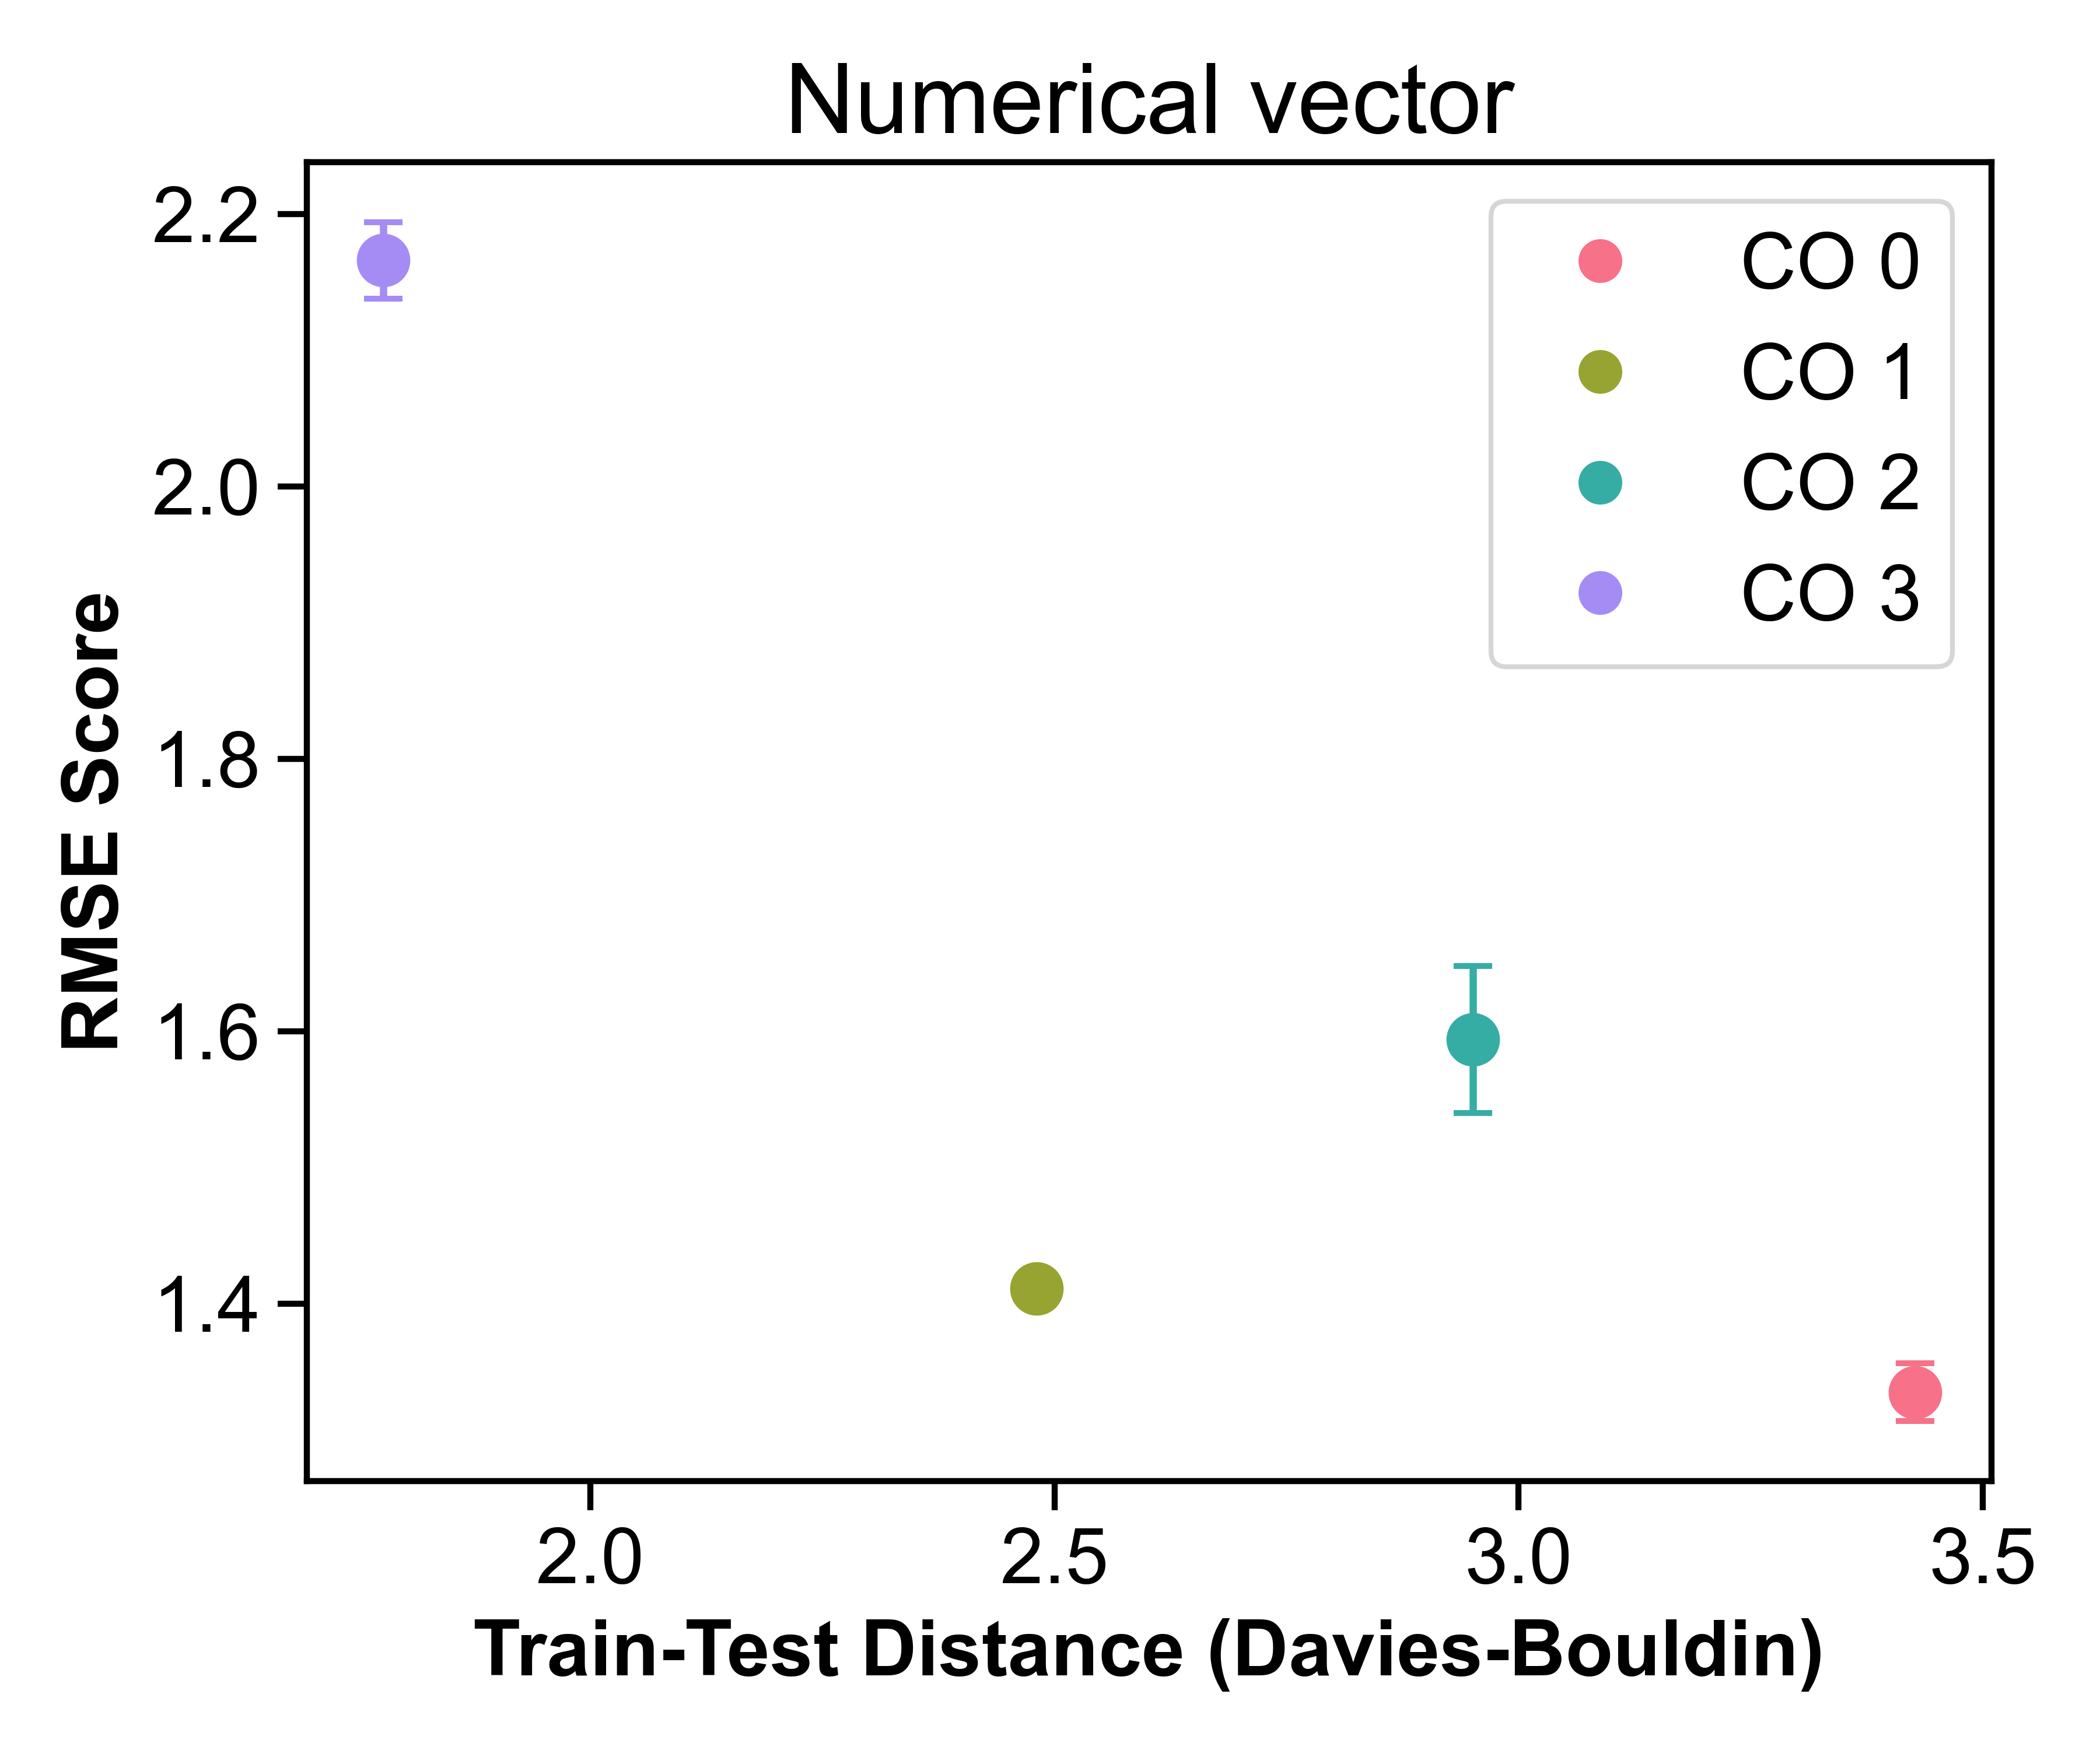 Numerical vector
2.2
2.0
1.8
1.6
1.4
RMSE Score
CO 0
CO 1
CO 2
CO 3
2.0 2.5 3.0 3.5
Train-Test Distance (Davies-Bouldin)